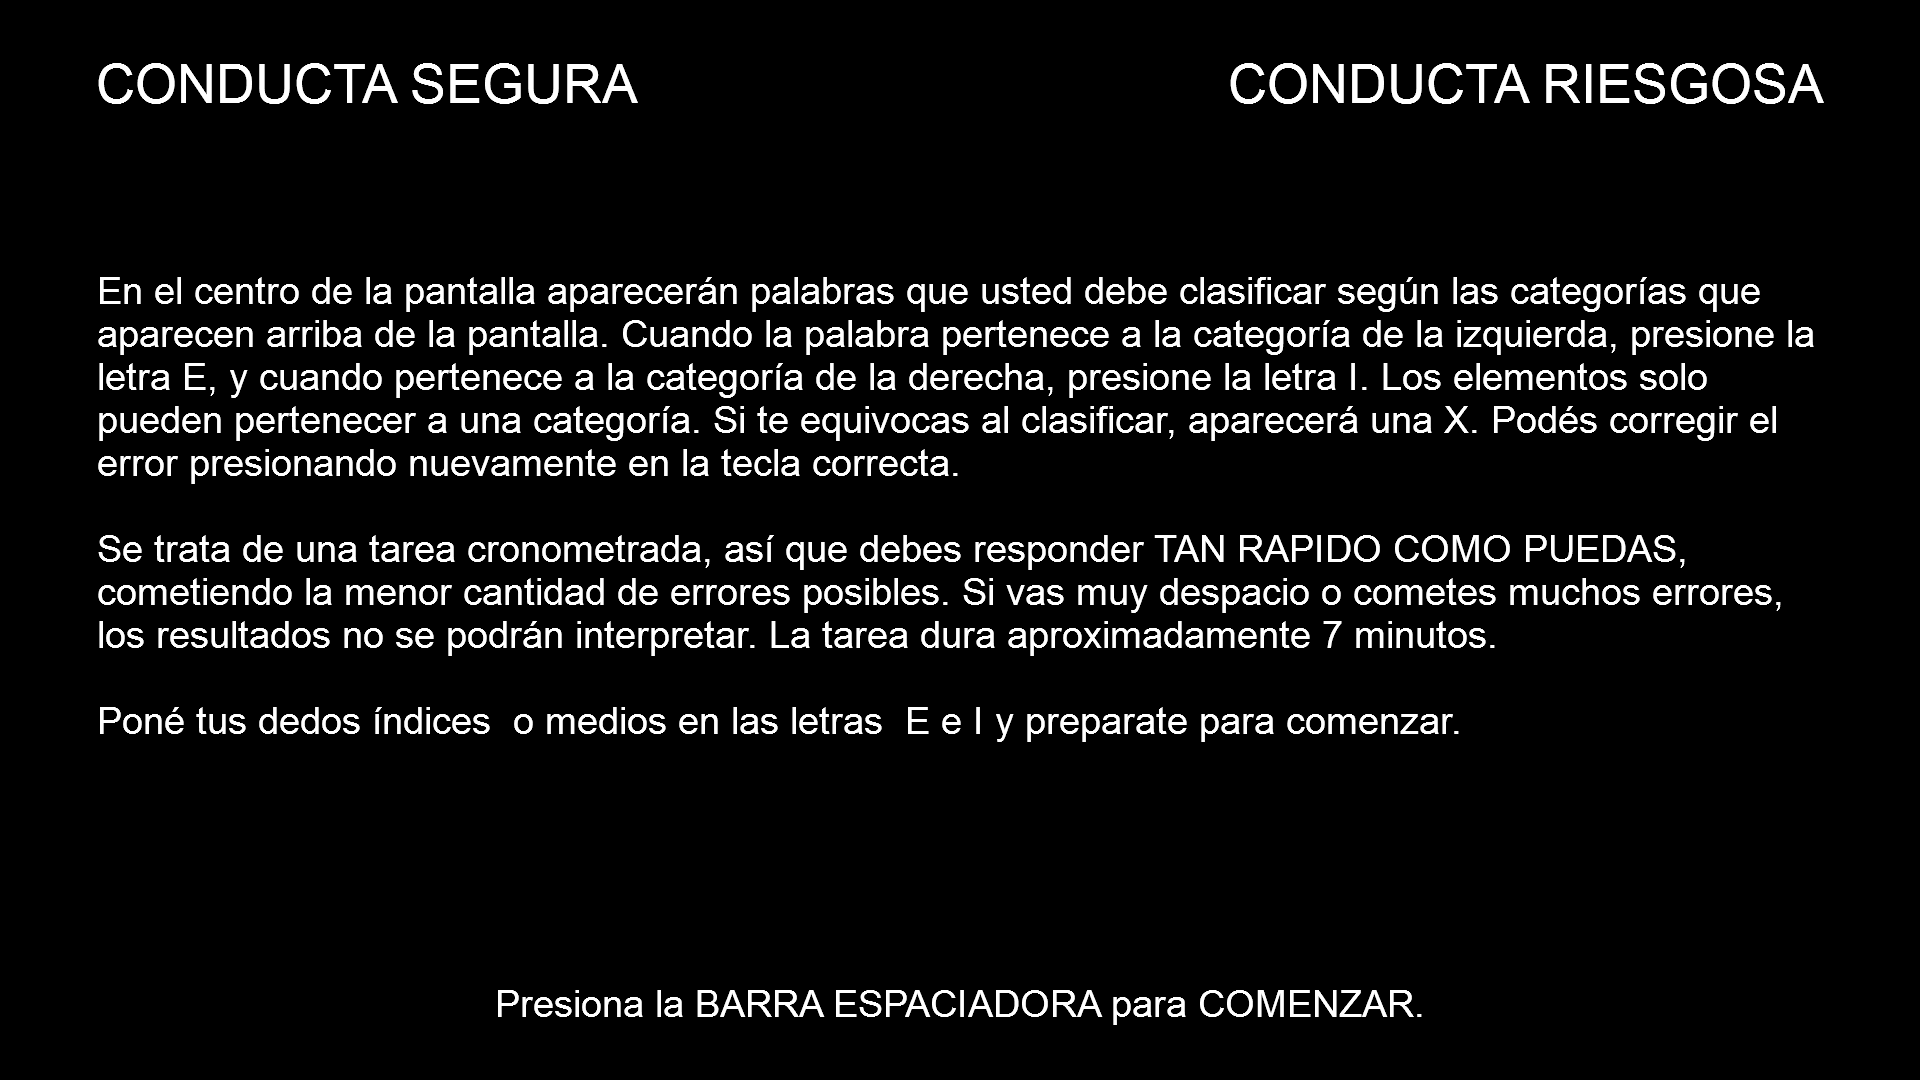 CONDUCTA SEGURA
CONDUCTA RIESGOSA
En el centro de la pantalla aparecerán palabras que usted debe clasificar según las categorías que
aparecen arriba de la pantalla. Cuando la palabra pertenece a la categoría de la izquierda, presione la
letra E, y cuando pertenece a la categoría de la derecha, presione la letra I. Los elementos solo
pueden pertenecer a una categoría. Si te equivocas al clasificar, aparecerá una X. Podés corregir el
error presionando nuevamente en la tecla correcta.
Se trata de una tarea cronometrada, así que debes responder TAN RAPIDO COMO PUEDAS,
cometiendo la menor cantidad de errores posibles. Si vas muy despacio o cometes muchos errores,
los resultados no se podrán interpretar. La tarea dura aproximadamente 7 minutos.
Poné tus dedos índices  o medios en las letras  E e I y preparate para comenzar.
Presiona la BARRA ESPACIADORA para COMENZAR.